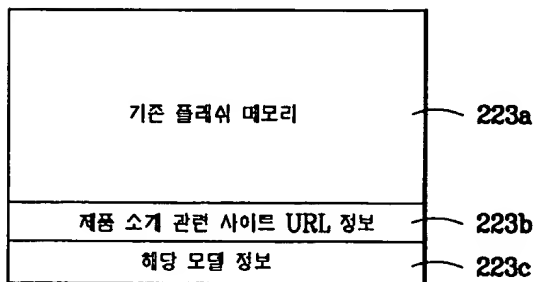 기존 플래쉬 메모리
223a
제품 소개 관련 사이트 URL 정보
223b
해당 모델 정보
223c